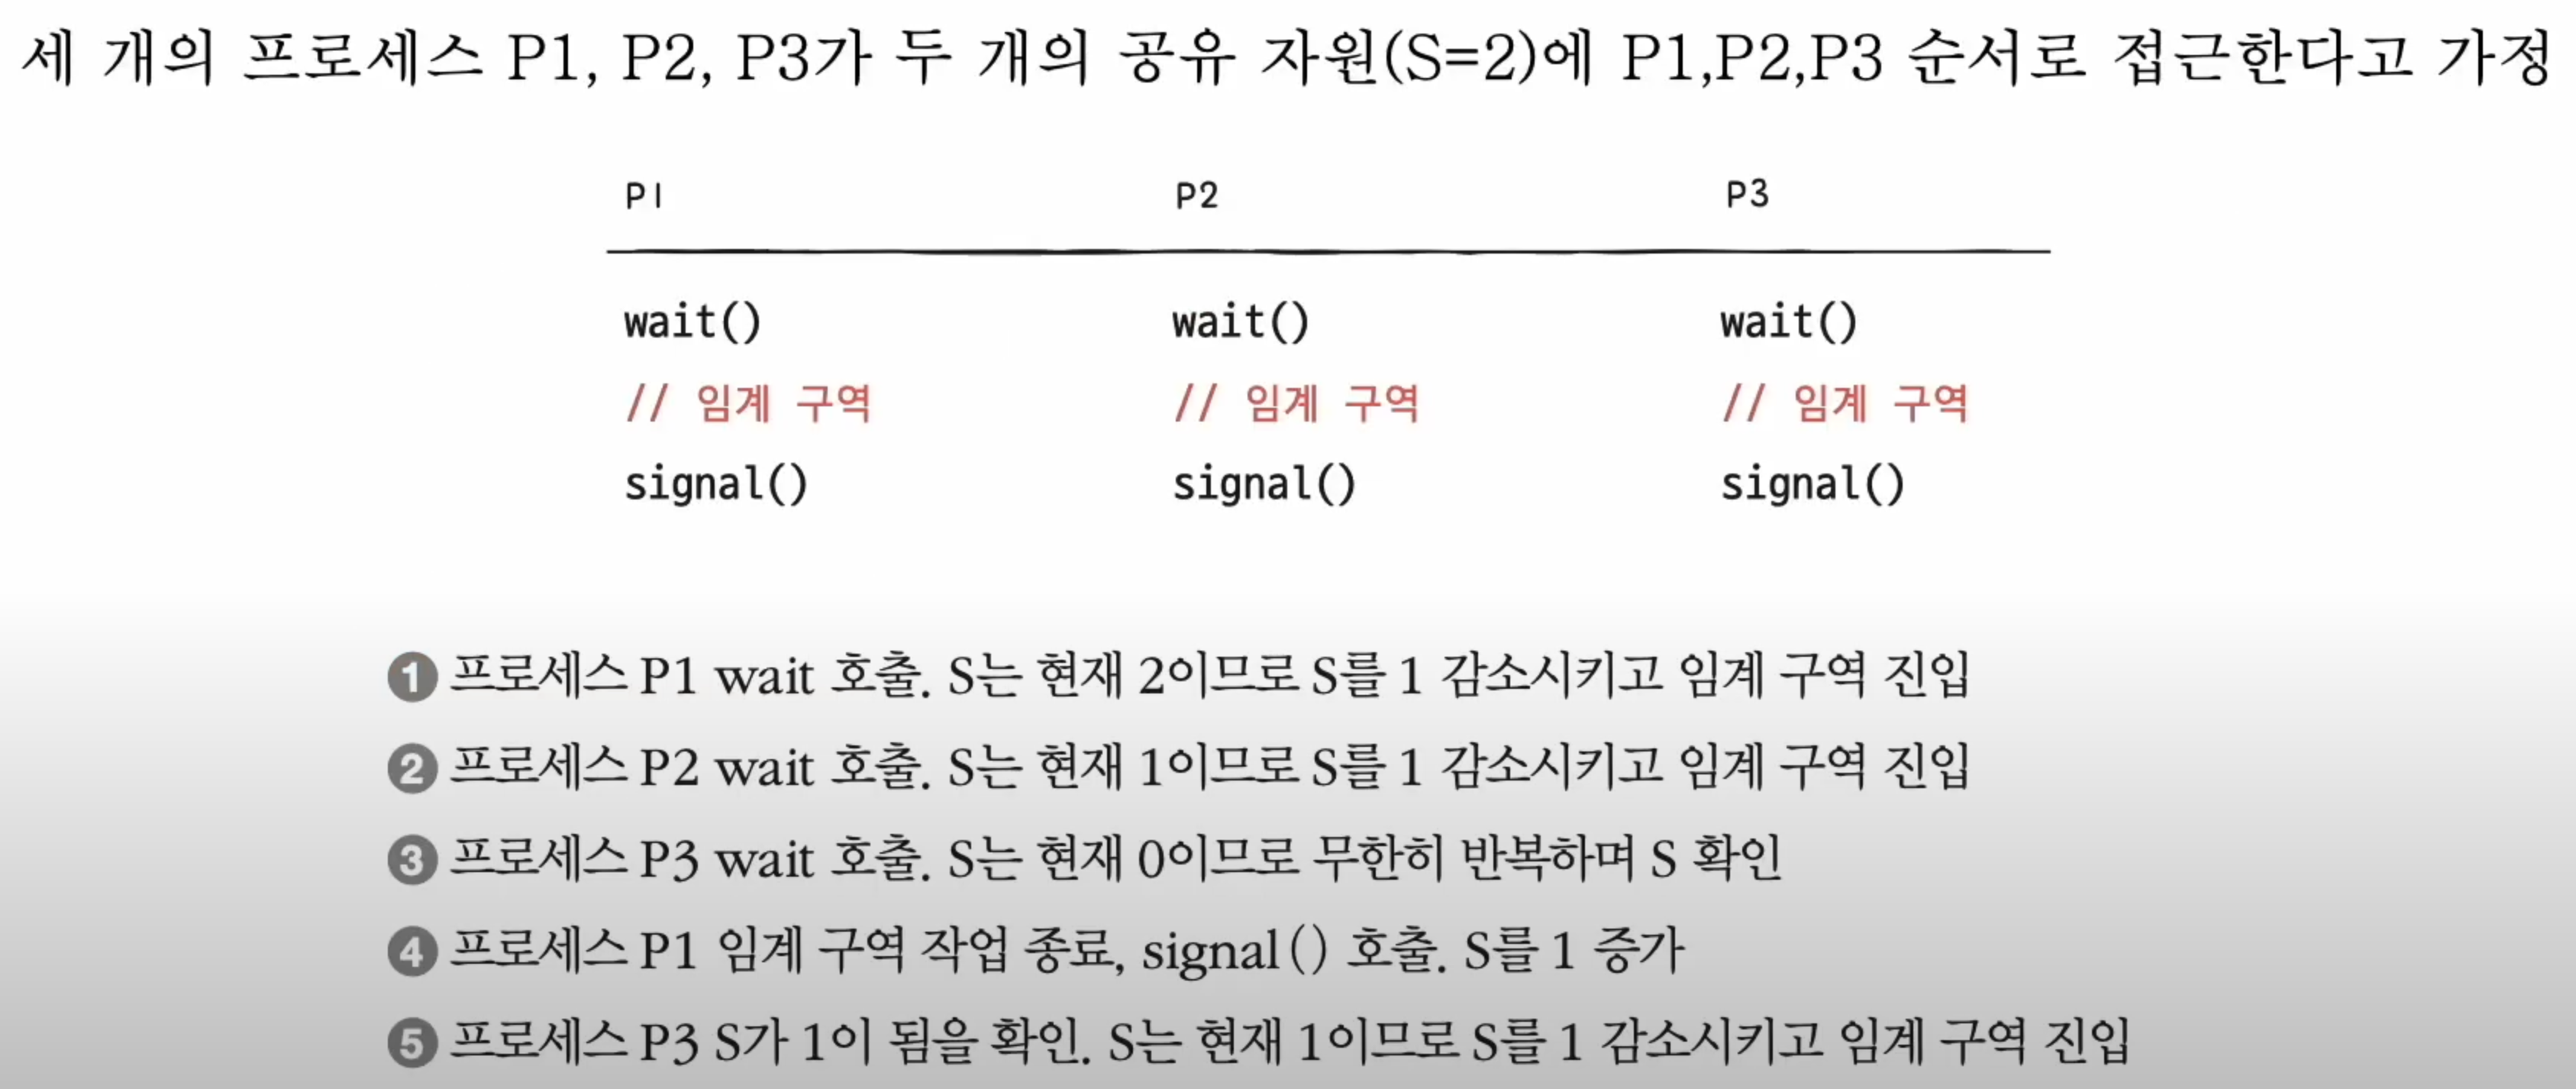 세 개의 프로세스 P1, P2, P3가 두 개의 공유 자원(S=2)에 P1,P2,P3 순서로 접근한다고 가정
P1 P2 P3
wait() wait() wait()
// 임계 구역 // 임계 구역 // 임계 구역
signal() signal() signal()
1 프로세스 P1 wait 호출. S는 현재 2이므로 S를 1 감소시키고 임계 구역 진입
2 프로세스 P2 wait 호출. S는 현재 1이므로 S를 1 감소시키고 임계 구역 진입
3 프로세스 P3 wait 호출. S는 현재 0이므로 무한히 반복하며 S 확인
4 프로세스 P1 임계 구역 작업 종료, signal() 호출. S를 1 증가
5 프로세스 P3 S가 1이 됨을 확인. S는 현재 1이므로 S를 1 감소시키고 임계 구역 진입